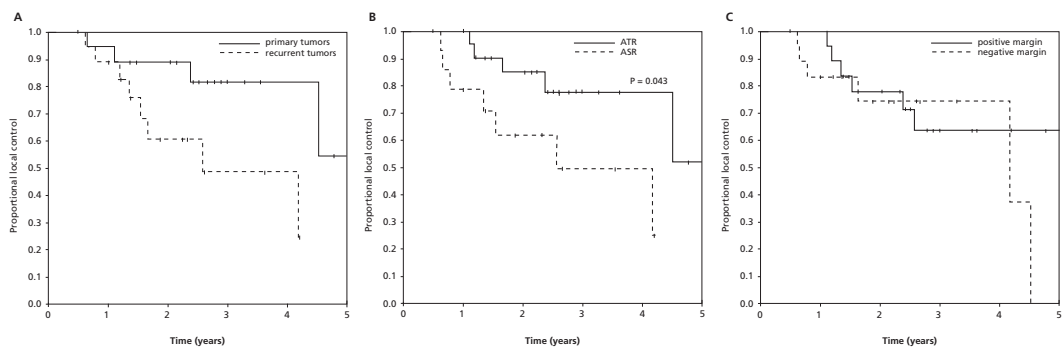 A
Proportional local control
1.0
0.9
0.8
0.7
0.6
0.5
0.4
0.3
0.2
0.1
0.0
primary tumors
recurrent tumors
0 1 2 3 4 5
Time (years)
B
Proportional local control
1.0
0.9
0.8
0.7
0.6
0.5
0.4
0.3
0.2
0.1
0.0
ATR
ASR
P = 0.043
0 1 2 3 4 5
Time (years)
C
Proportional local control
1.0
0.9
0.8
0.7
0.6
0.5
0.4
0.3
0.2
0.1
0.0
positive margin
negative margin
0 1 2 3 4 5
Time (years)